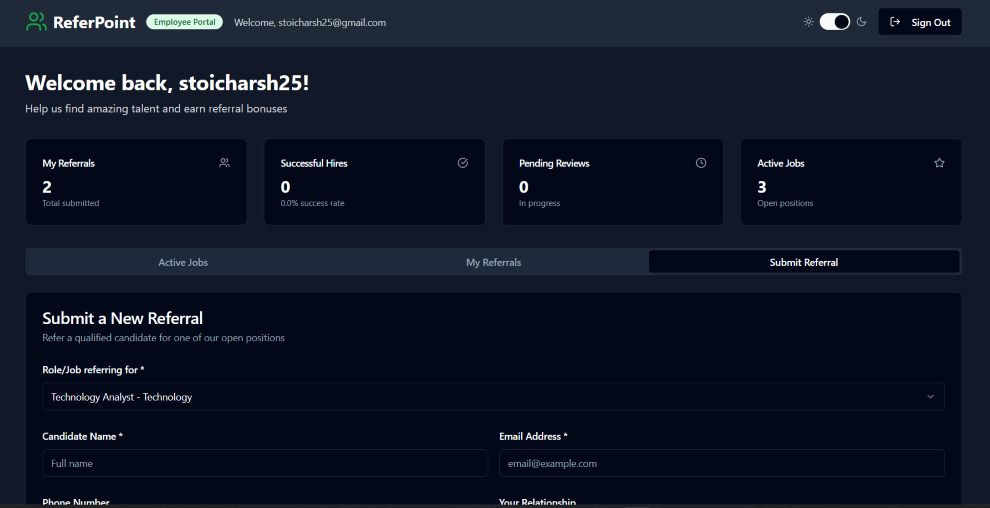 ReferPoint Employee Portal Welcome, stoicharsh25@gmail.com Sign Out
Welcome back, stoicharsh25!
Help us find amazing talent and earn referral bonuses
My Referrals Successful Hires Pending Reviews Active Jobs
2 0 0 3
Total submitted 0.0% success rate In progress Open positions
Active Jobs My Referrals Submit Referral
Submit a New Referral
Refer a qualified candidate for one of our open positions
Role/Job referring for *
Technology Analyst - Technology
Candidate Name * Email Address *
Full name email@example.com
Phone Number Your Relationship